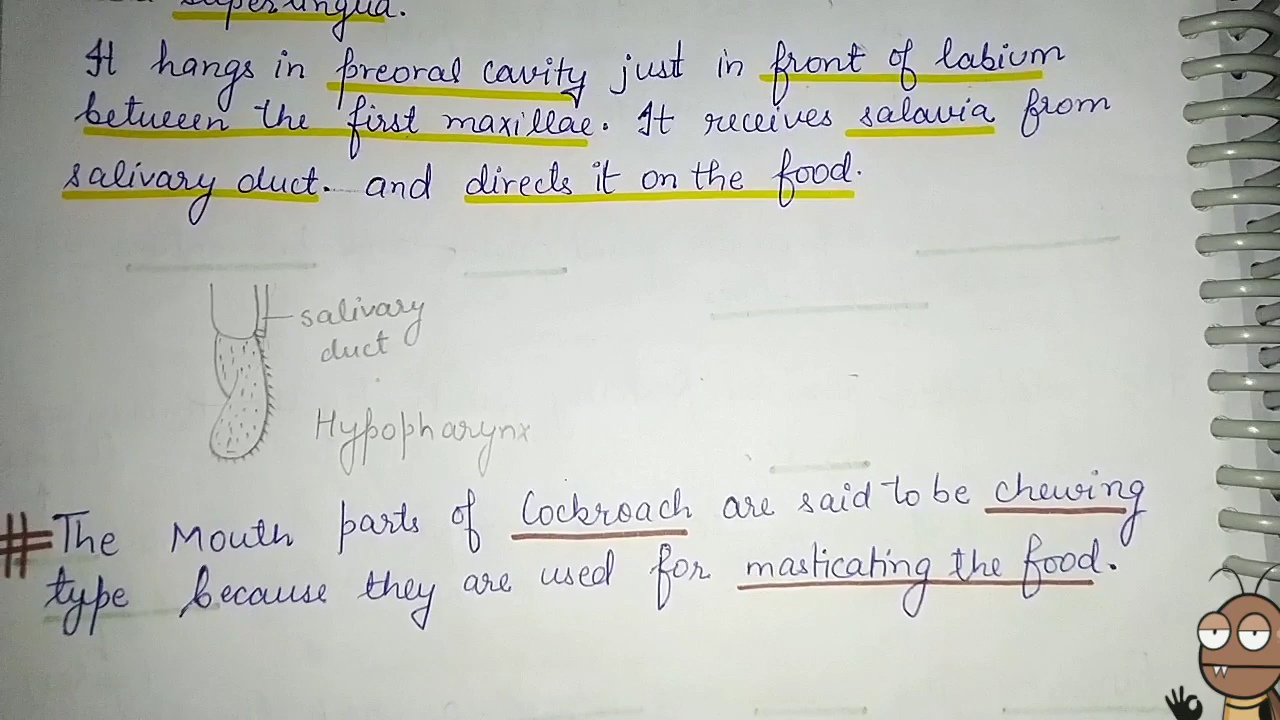 superlingua.
It hangs in preoral cavity just in front of labium
between the first maxillae. It receives salavia from
salivary duct. and directs it on the food.
salivary
duct
Hypopharynx
# The Mouth parts of Cockroach are said to be chewing
type because they are used for masticating the food.